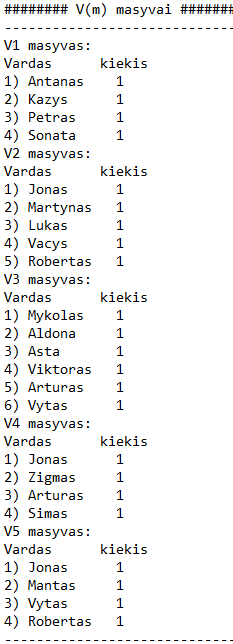 ######## V(m) masyvai #######
-----------------------------
V1 masyvas:
Vardas      kiekis
1) Antanas    1
2) Kazys      1
3) Petras     1
4) Sonata     1
V2 masyvas:
Vardas      kiekis
1) Jonas      1
2) Martynas   1
3) Lukas      1
4) Vacys      1
5) Robertas   1
V3 masyvas:
Vardas      kiekis
1) Mykolas    1
2) Aldona     1
3) Asta       1
4) Viktoras   1
5) Arturas    1
6) Vytas      1
V4 masyvas:
Vardas      kiekis
1) Jonas      1
2) Zigmas     1
3) Arturas    1
4) Simas      1
V5 masyvas:
Vardas      kiekis
1) Jonas      1
2) Mantas     1
3) Vytas      1
4) Robertas   1
-----------------------------